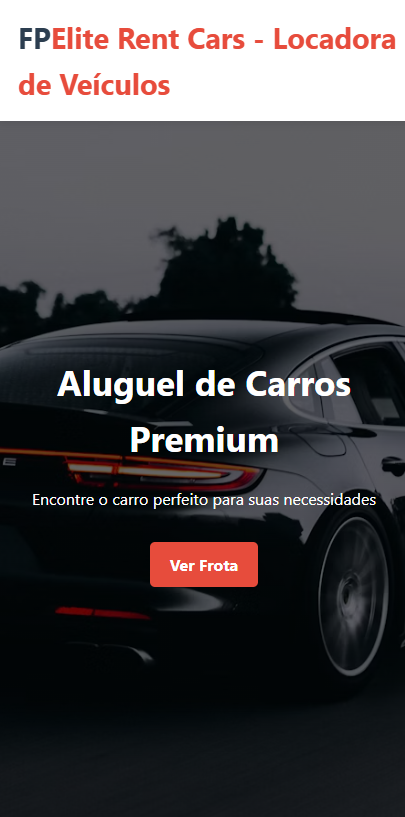 FPElite Rent Cars - Locadora
de Veículos
Aluguel de Carros
Premium
Encontre o carro perfeito para suas necessidades
Ver Frota